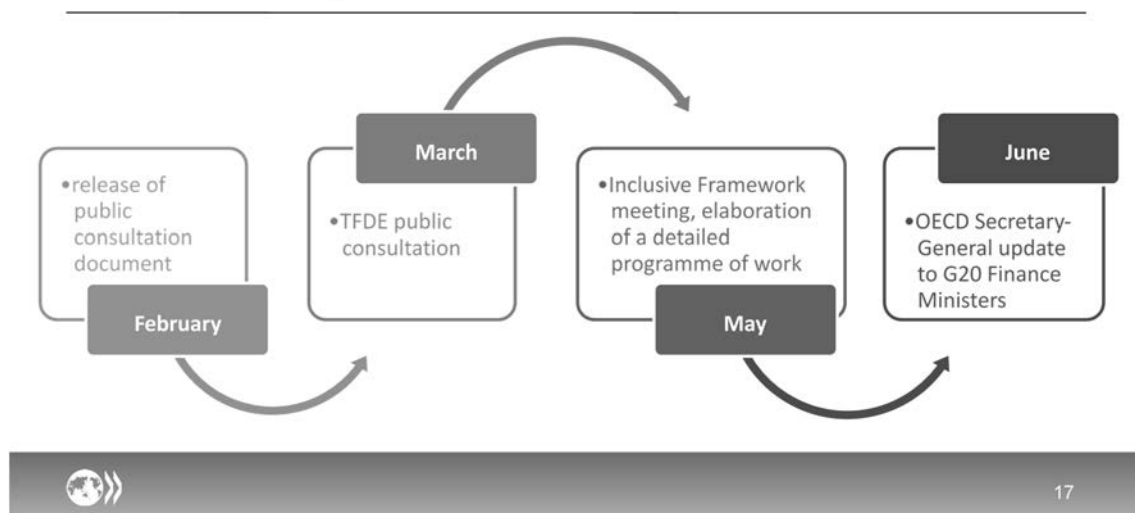 •release of
public
consultation
document
February
March
•TFDE public
consultation
•Inclusive Framework
meeting, elaboration
of a detailed
programme of work
May
June
•OECD Secretary-
General update
to G20 Finance
Ministers
17